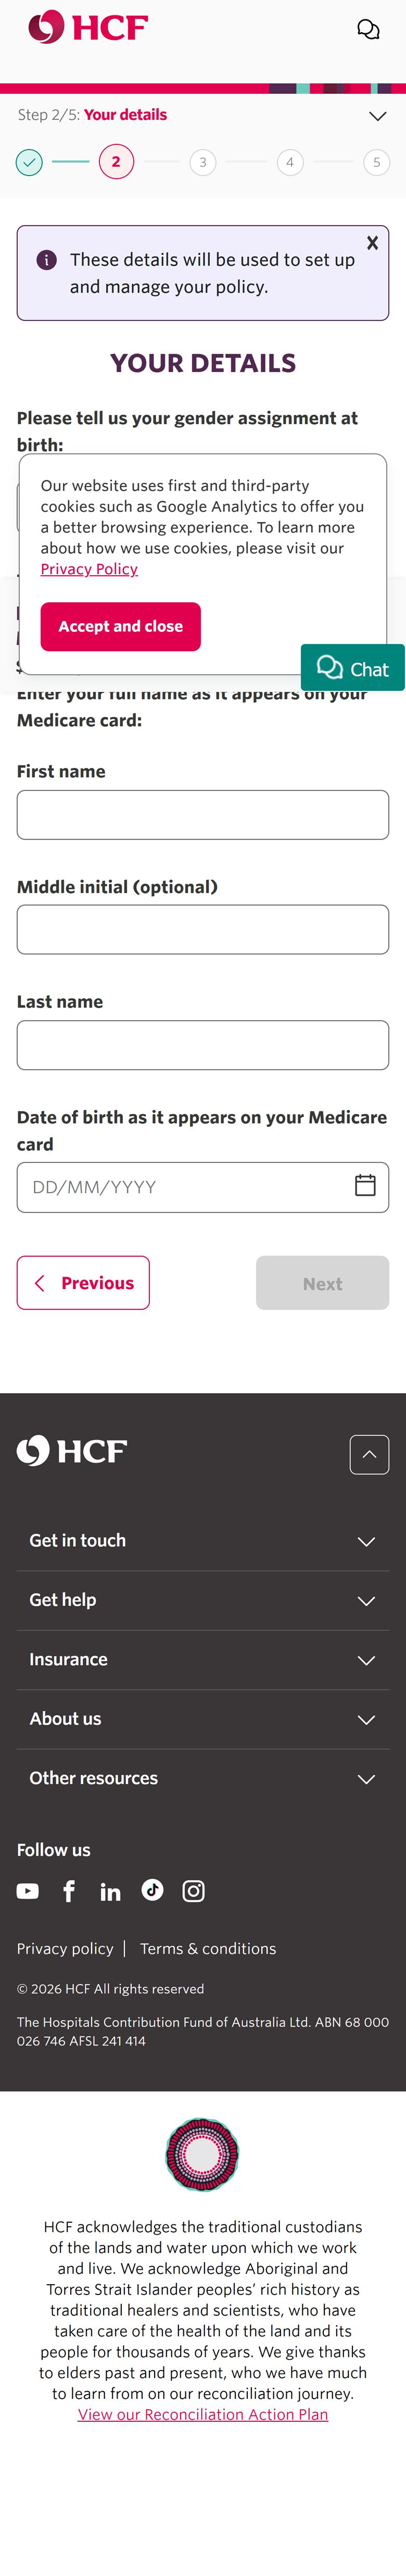 HCF
Step 2/5: Your details
2
3
4
5
These details will be used to set up
and manage your policy.
YOUR DETAILS
Please tell us your gender assignment at
birth:
Our website uses first and third-party
cookies such as Google Analytics to offer you
a better browsing experience. To learn more
about how we use cookies, please visit our
Privacy Policy
Accept and close
Chat
Enter your full name as it appears on your
Medicare card:
First name
Middle initial (optional)
Last name
Date of birth as it appears on your Medicare
card
DD/MM/YYYY
Previous
Next
HCF
Get in touch
Get help
Insurance
About us
Other resources
Follow us
Privacy policy | Terms & conditions
© 2026 HCF All rights reserved
The Hospitals Contribution Fund of Australia Ltd. ABN 68 000
026 746 AFSL 241 414
HCF acknowledges the traditional custodians
of the lands and water upon which we work
and live. We acknowledge Aboriginal and
Torres Strait Islander peoples’ rich history as
traditional healers and scientists, who have
taken care of the health of the land and its
people for thousands of years. We give thanks
to elders past and present, who we have much
to learn from on our reconciliation journey.
View our Reconciliation Action Plan